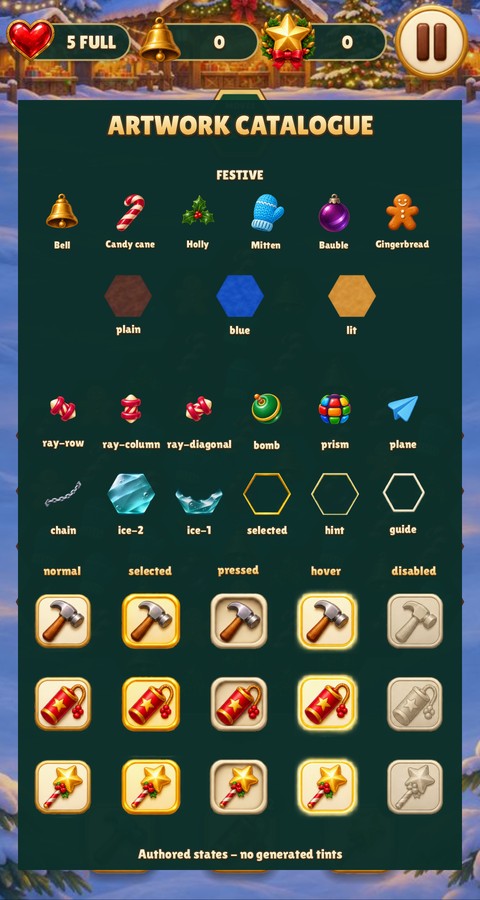 5 FULL 0 0
ARTWORK CATALOGUE
FESTIVE
Bell Candy cane Holly Mitten Bauble Gingerbread
plain blue lit
ray-row ray-column ray-diagonal bomb prism plane
chain ice-2 ice-1 selected hint guide
normal selected pressed hover disabled
Authored states – no generated tints